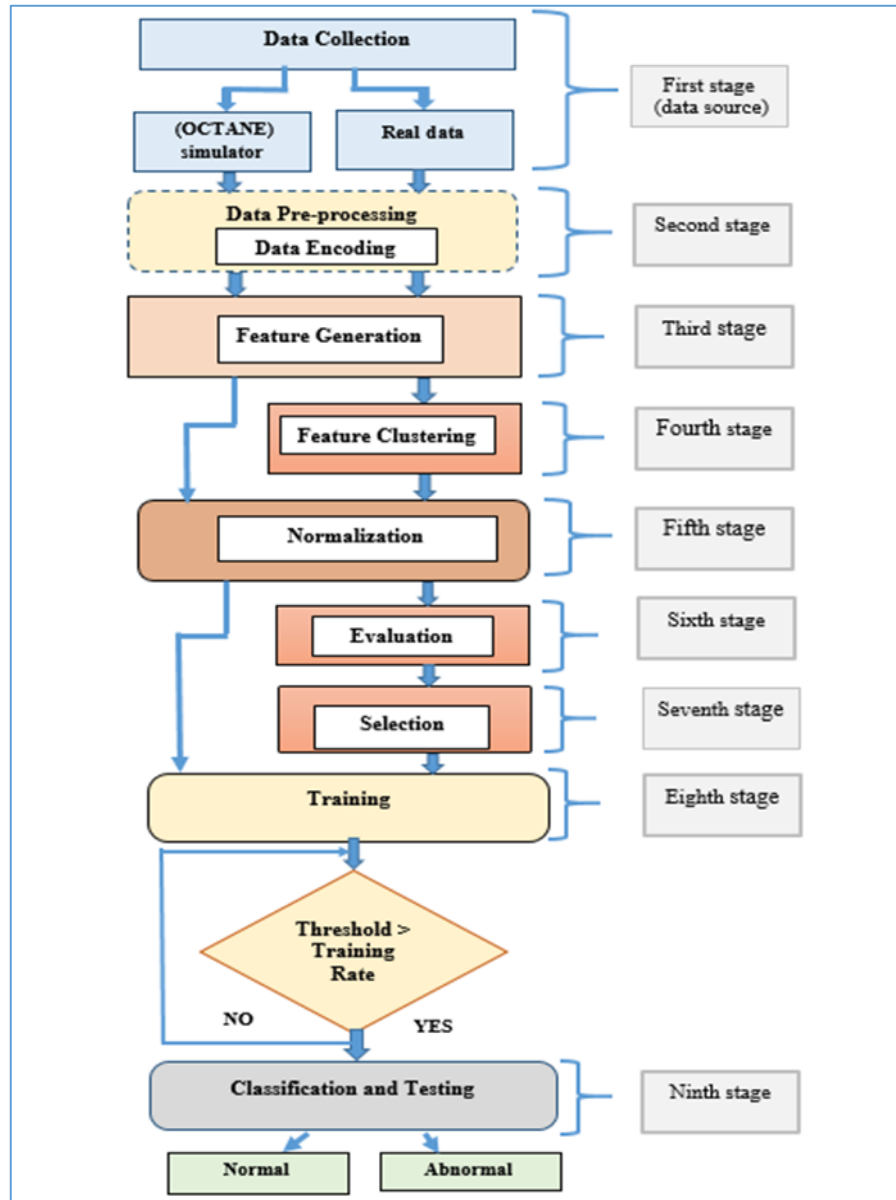 Data Collection
First stage
(data source)
(OCTANE)
simulator
Real data
Data Pre-processing
Data Encoding
Second stage
Feature Generation
Third stage
Feature Clustering
Fourth stage
Normalization
Fifth stage
Evaluation
Sixth stage
Selection
Seventh stage
Training
Eighth stage
Threshold >
Training
Rate
NO
YES
Classification and Testing
Ninth stage
Normal
Abnormal